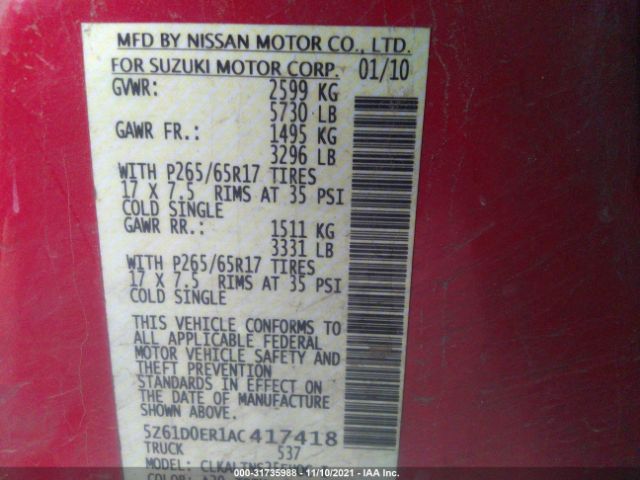 MFD BY NISSAN MOTOR CO., LTD.
FOR SUZUKI MOTOR CORP. 01/10
GVWR: 2599 KG
5730 LB
GAWR FR.: 1495 KG
3296 LB
WITH P265/65R17 TIRES
17 X 7.5 RIMS AT 35 PSI
COLD SINGLE
GAWR RR.: 1511 KG
3331 LB
WITH P265/65R17 TIRES
17 X 7.5 RIMS AT 35 PSI
COLD SINGLE
THIS VEHICLE CONFORMS TO
ALL APPLICABLE FEDERAL
MOTOR VEHICLE SAFETY AND
THEFT PREVENTION
STANDARDS IN EFFECT ON
THE DATE OF MANUFACTURE
SHOWN ABOVE.
5Z61D0ER1AC417418
TRUCK 537
MODEL:
COLOR:
000-31735988 - 11/10/2021 - IAA Inc.